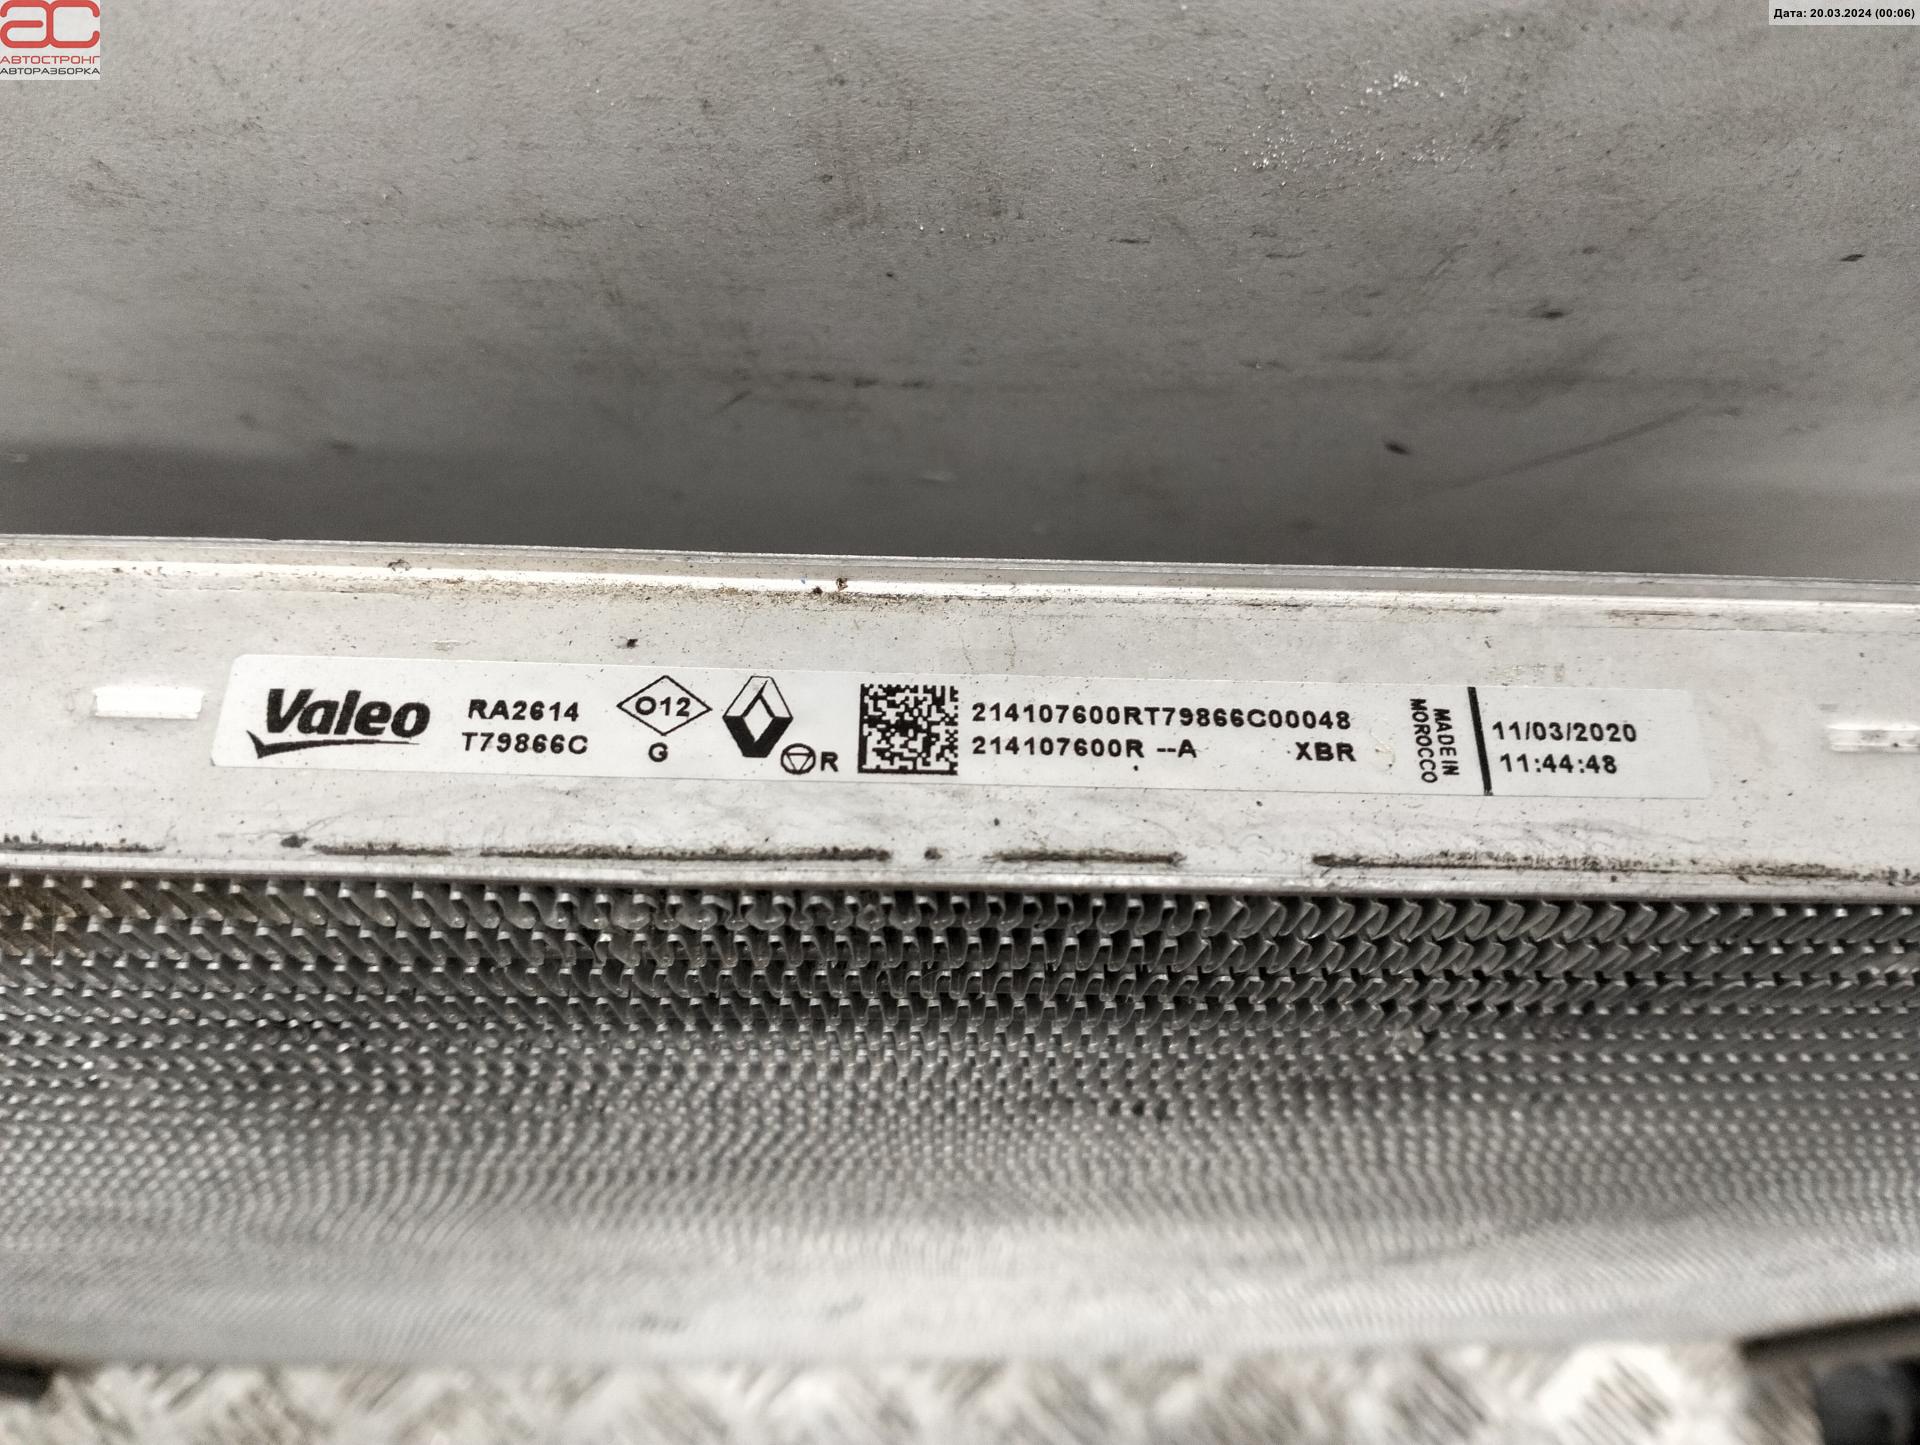 ac
АВТОСТРОНГ
АВТОРАЗБОРКА
Дата: 20.03.2024 (00:06)
Valeo
RA2614
T79866C
O12
G
R
214107600RT79866C00048
214107600R --A XBR
MADE IN
MOROCCO
11/03/2020
11:44:48